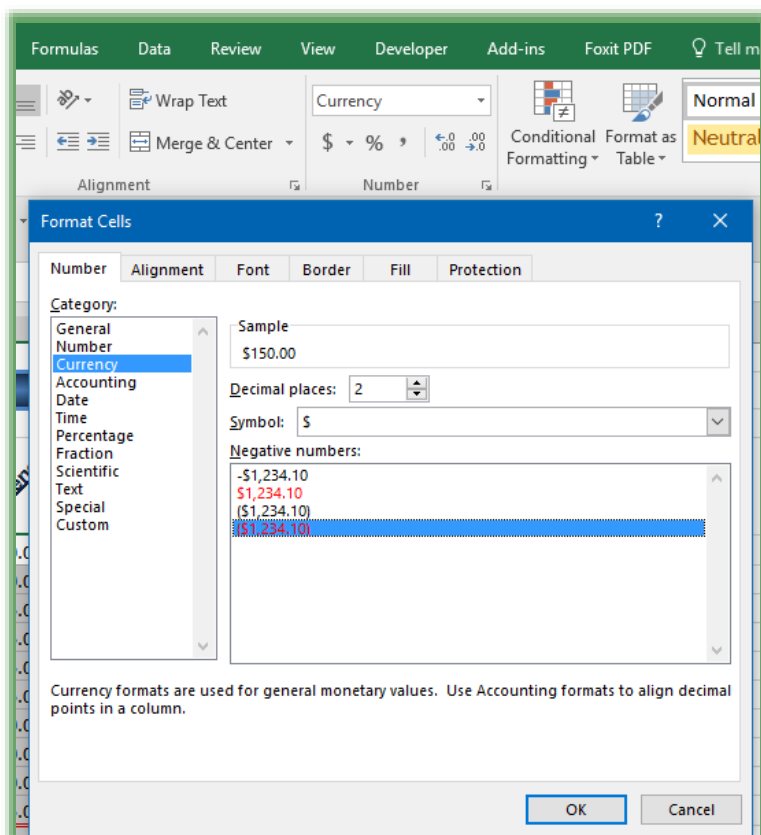 Formulas Data Review View Developer Add-ins Foxit PDF Tell m
Wrap Text Currency Normal
Merge & Center $ % , .0 .00 .00 .0 Conditional Formatting Format as Table Neutral
Alignment Number
Format Cells ? ×
Number Alignment Font Border Fill Protection
Category:
General
Number
Currency
Accounting
Date
Time
Percentage
Fraction
Scientific
Text
Special
Custom
Sample
$150.00
Decimal places: 2
Symbol: $
Negative numbers:
-$1,234.10
$1,234.10
($1,234.10)
($1,234.10)
Currency formats are used for general monetary values. Use Accounting formats to align decimal
points in a column.
OK Cancel